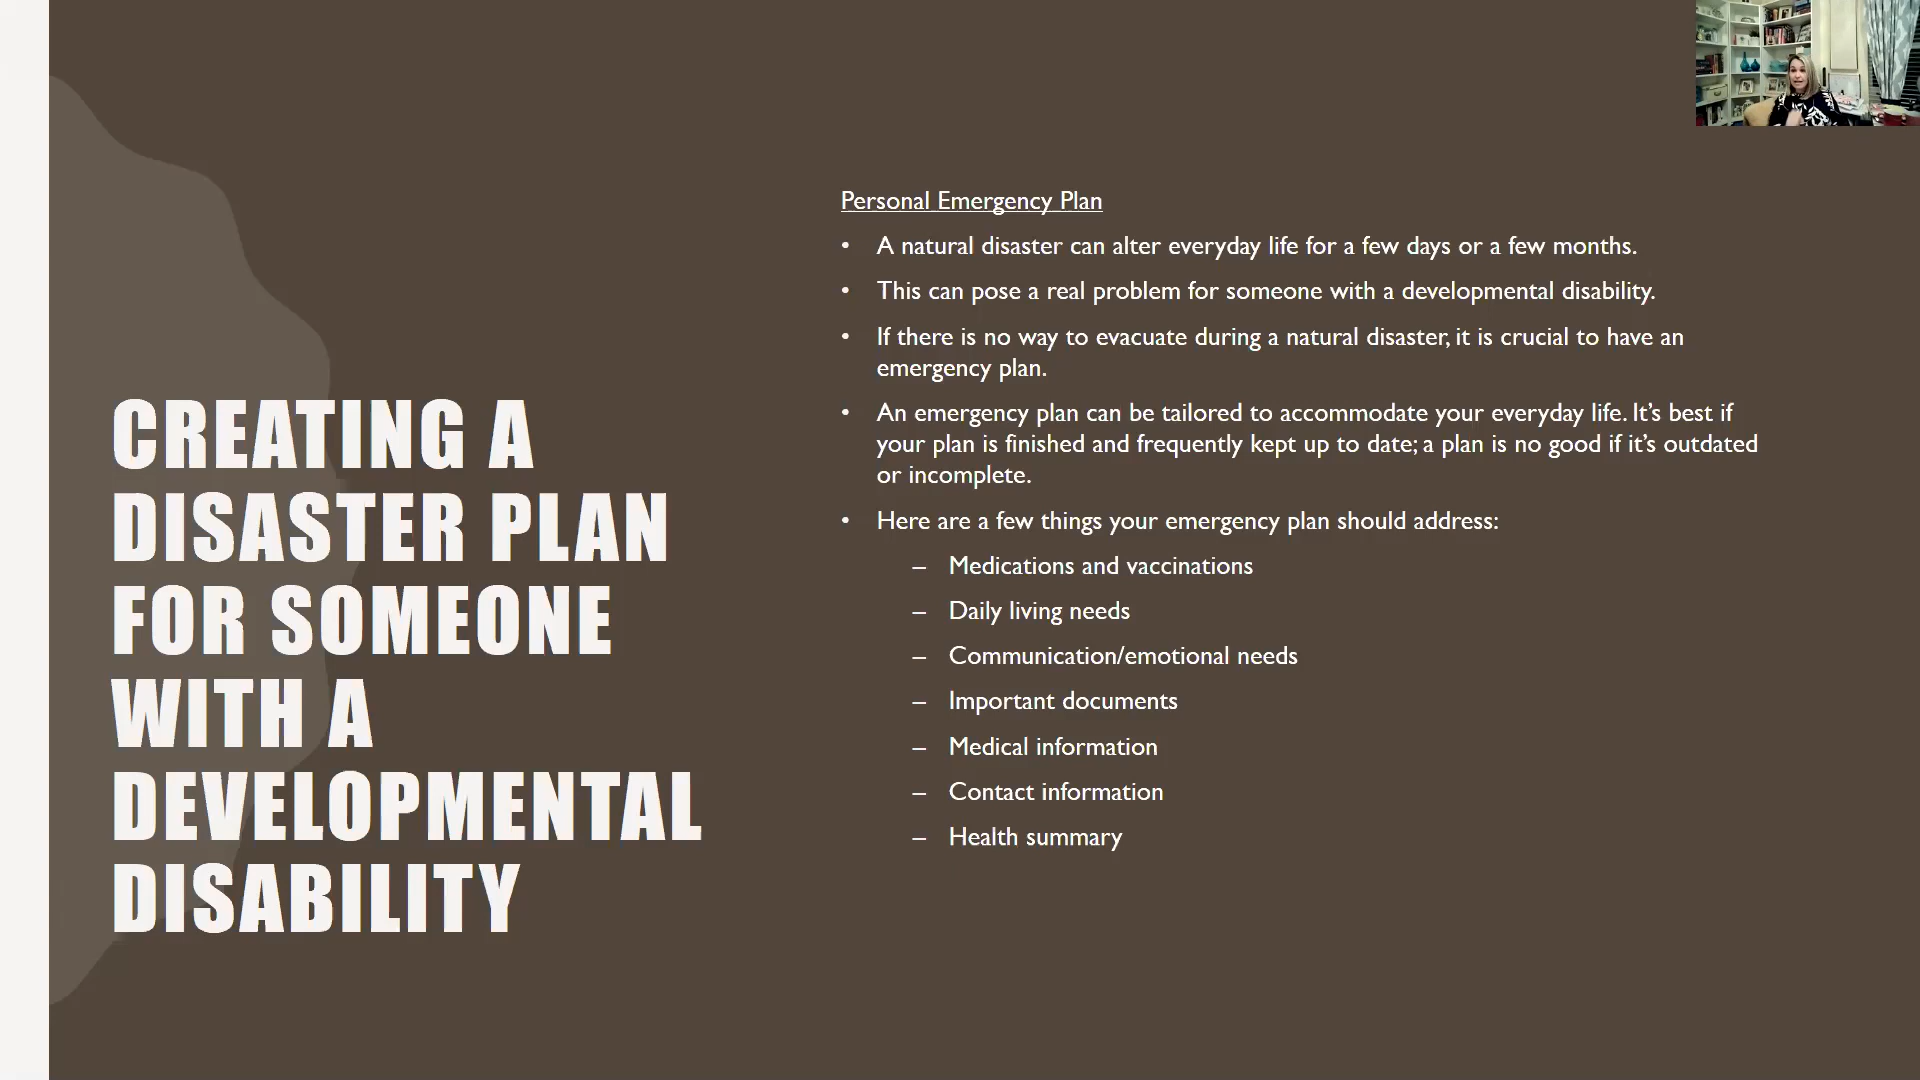 CREATING A
DISASTER PLAN
FOR SOMEONE
WITH A
DEVELOPMENTAL
DISABILITY
Personal Emergency Plan
• A natural disaster can alter everyday life for a few days or a few months.
• This can pose a real problem for someone with a developmental disability.
• If there is no way to evacuate during a natural disaster, it is crucial to have an
emergency plan.
• An emergency plan can be tailored to accommodate your everyday life. It’s best if
your plan is finished and frequently kept up to date; a plan is no good if it’s outdated
or incomplete.
• Here are a few things your emergency plan should address:
– Medications and vaccinations
– Daily living needs
– Communication/emotional needs
– Important documents
– Medical information
– Contact information
– Health summary